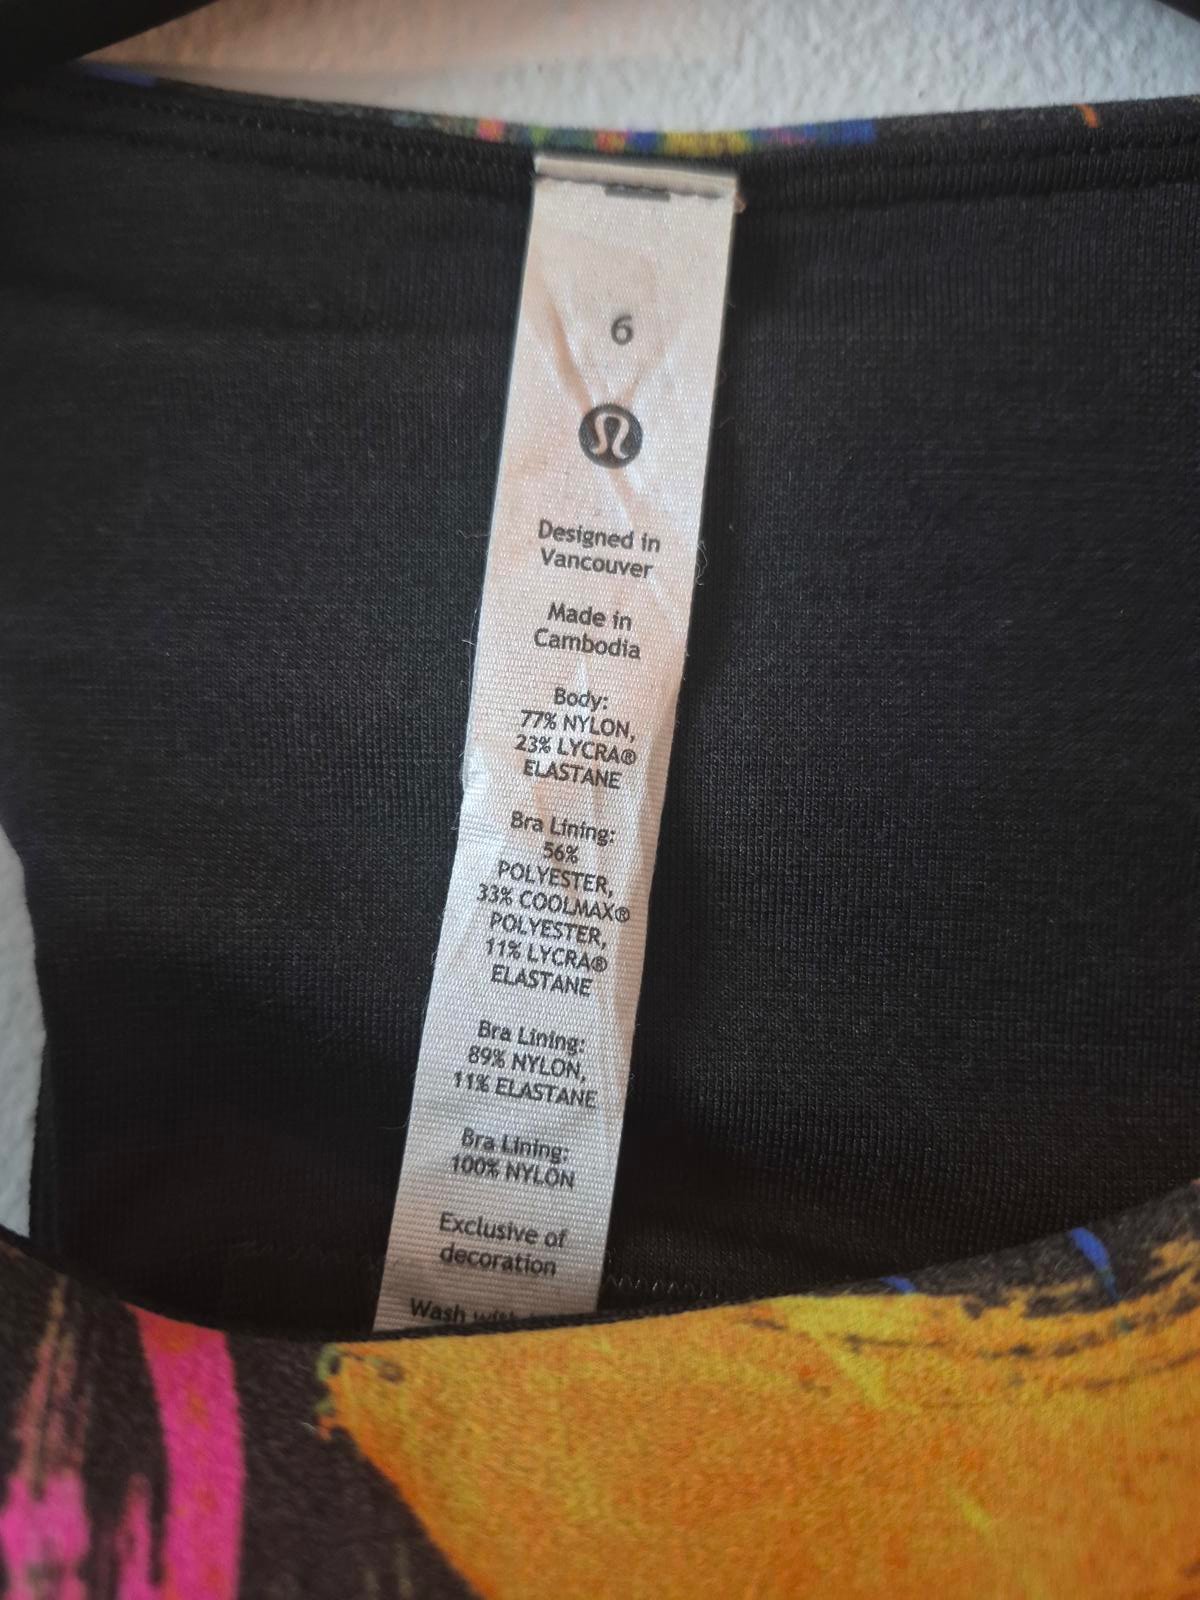 6
Designed in
Vancouver
Made in
Cambodia
Body:
77% NYLON,
23% LYCRA®
ELASTANE
Bra Lining:
56%
POLYESTER,
33% COOLMAX®
POLYESTER,
11% LYCRA®
ELASTANE
Bra Lining:
89% NYLON,
11% ELASTANE
Bra Lining:
100% NYLON
Exclusive of
decoration
Wash